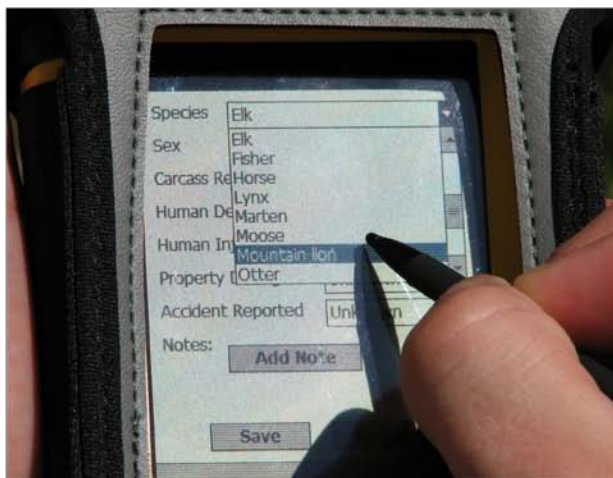 Species Elk
Elk
Sex
Fisher
Carcass Re Horse
Lynx
Human De Marten
Moose
Human In Mountain lion
Property Otter
Accident Reported Unk
Notes:
Add Note
Save